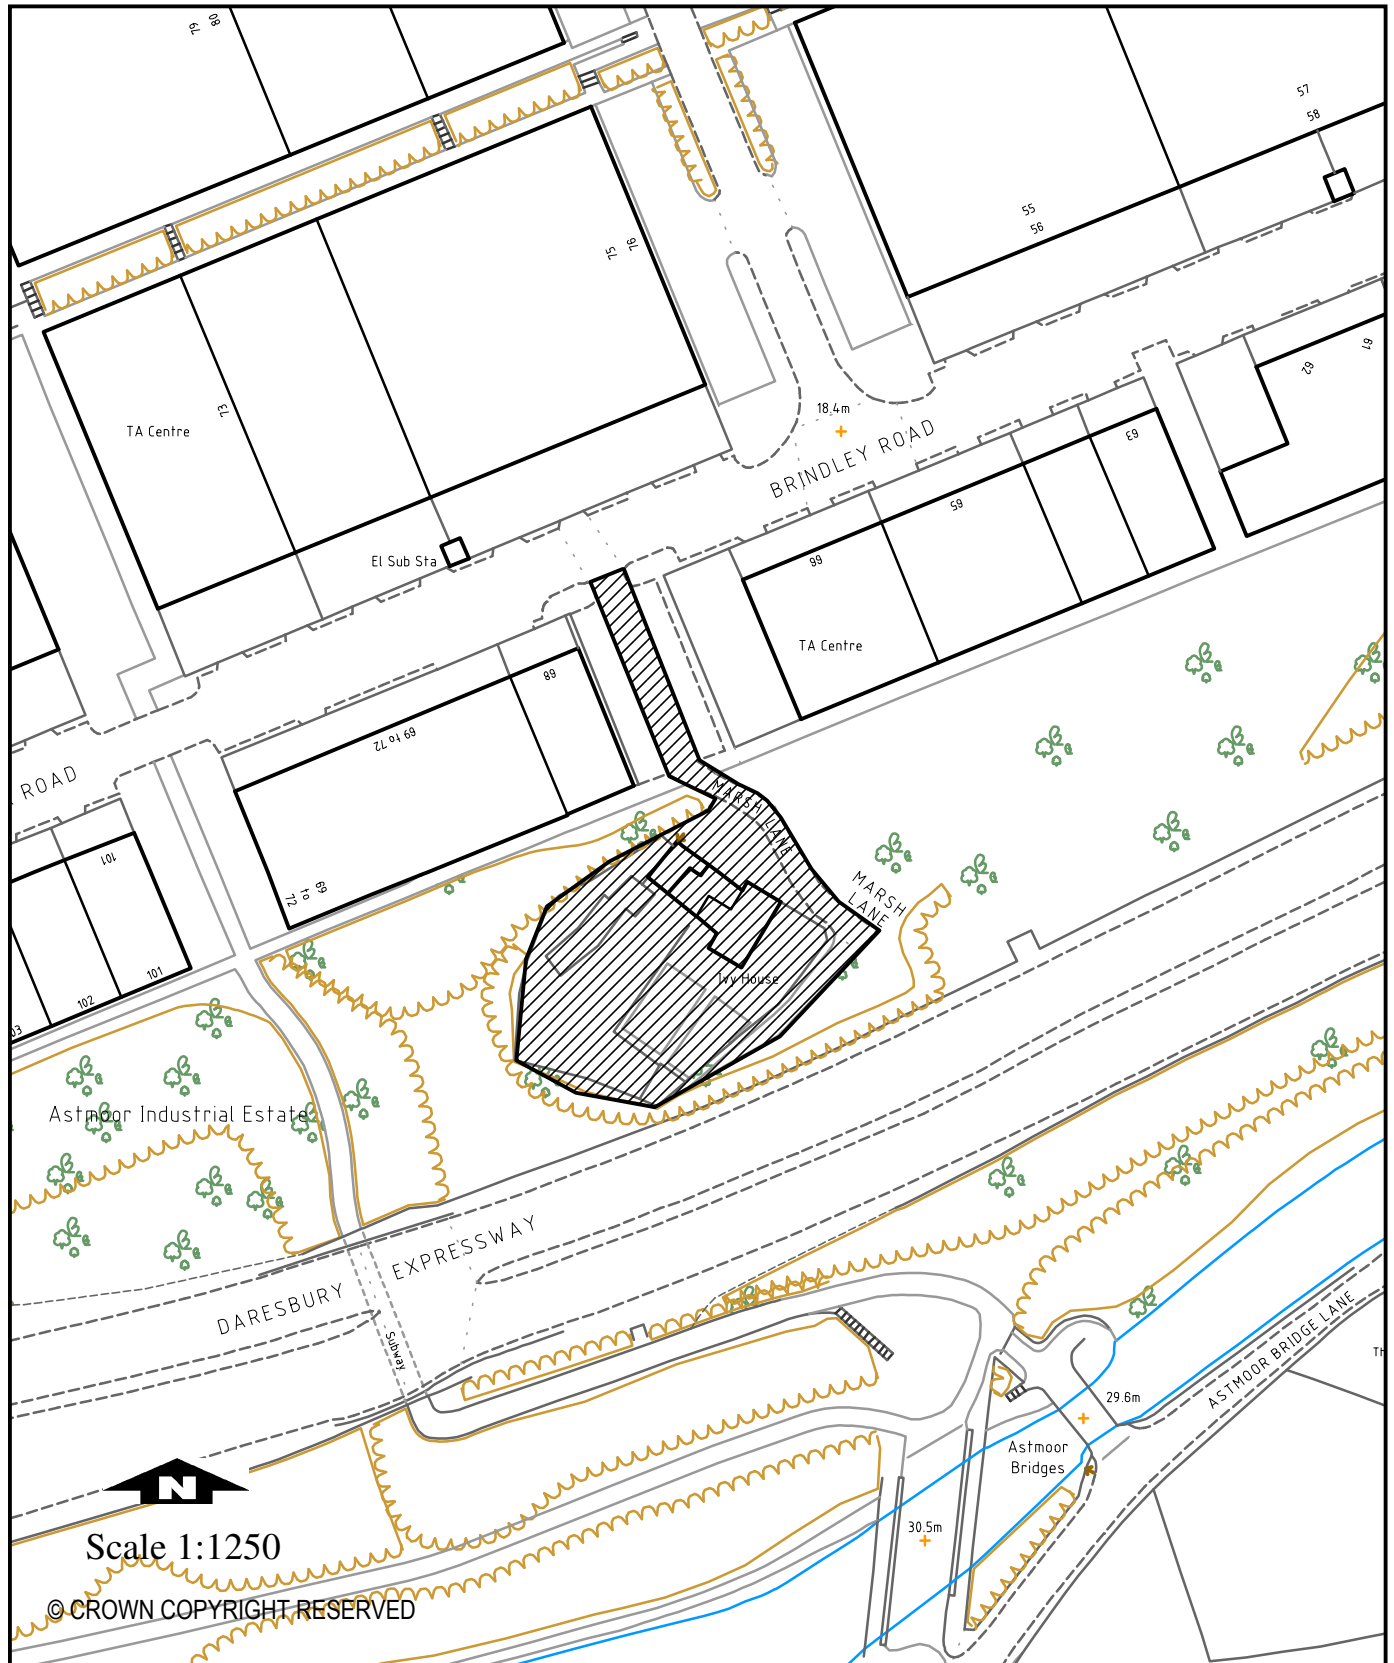 79
80
57
58
55
56
75
76
61
62
73
TA Centre
18.4m
BRINDLEY ROAD
63
65
66
El Sub Sta
TA Centre
68
69 to 72
ROAD
MARSH LANE
101
69
to
72
MARSH
LANE
101
102
03
Ivy House
Astmoor Industrial Estate
DARESBURY EXPRESSWAY
Subway
ASTMOOR BRIDGE LANE
Th
29.6m
Astmoor
Bridges
N
30.5m
Scale 1:1250
© CROWN COPYRIGHT RESERVED